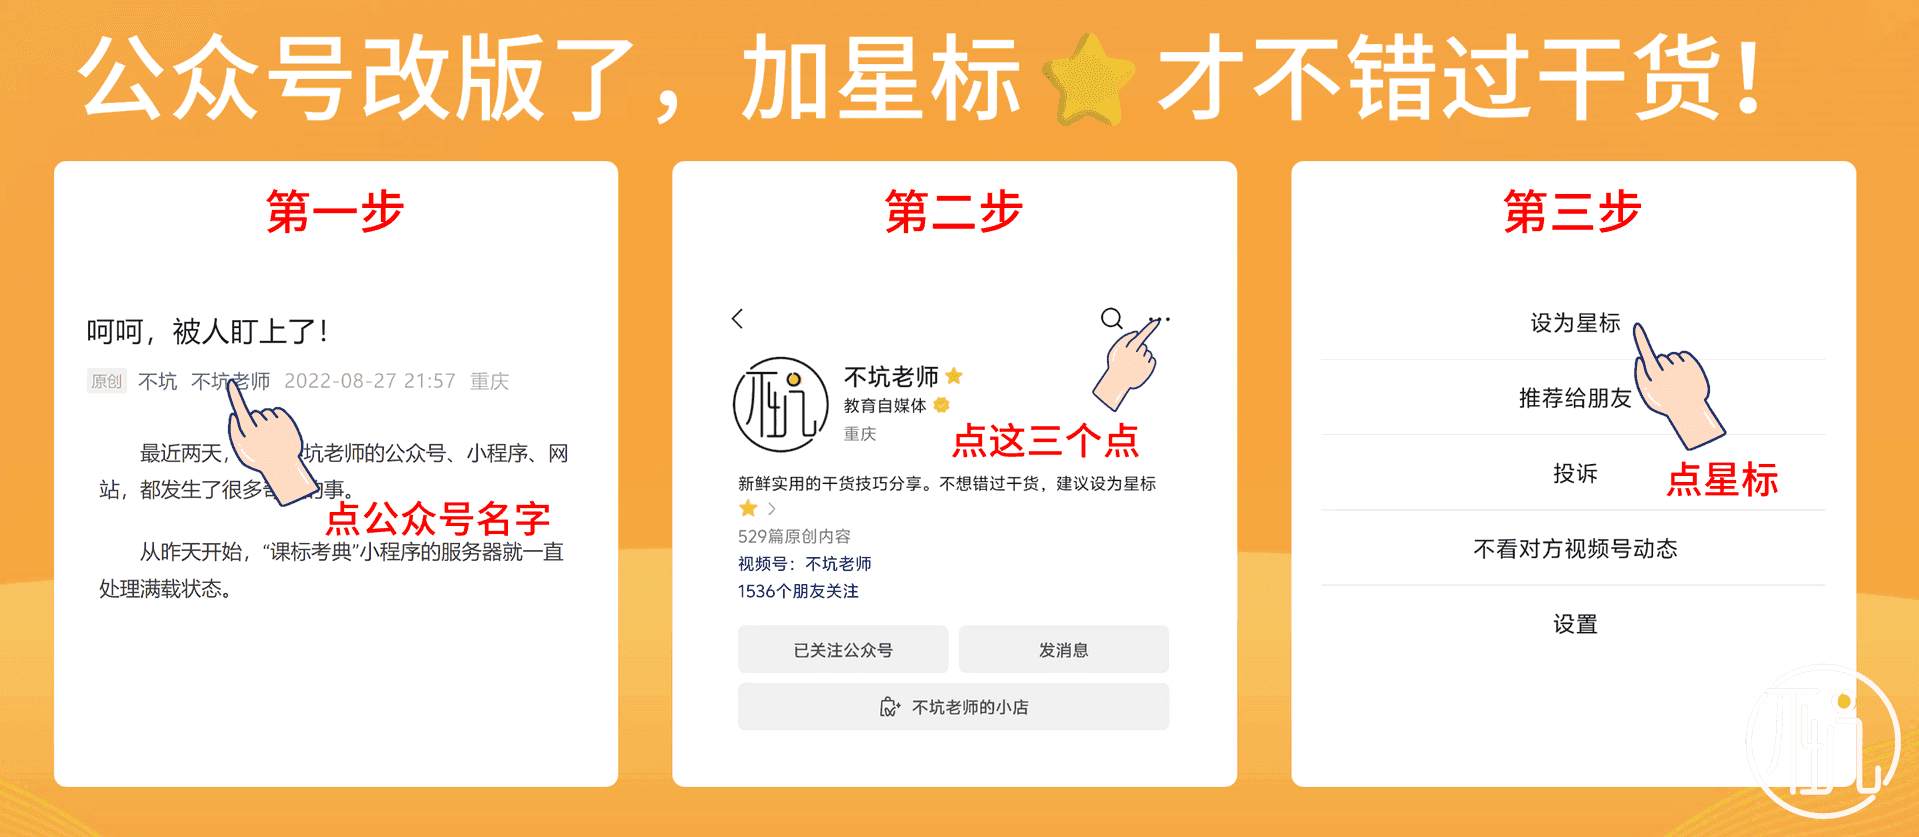 公众号改版了，加星标⭐才不错过干货！
第一步
呵呵，被人盯上了！
原创 不坑 不坑老师 2022-08-27 21:57 重庆
最近两天，坑老师的公众号、小程序、网
站，都发生了很多的事。
点公众号名字
从昨天开始，“课标考典”小程序的服务器就一直
处理满载状态。
第二步
不坑老师
教育自媒体
重庆
点这三个点
新鲜实用的干货技巧分享。不想错过干货，建议设为星标
⭐ >
529篇原创内容
视频号：不坑老师
1536个朋友关注
已关注公众号
发消息
不坑老师的小店
第三步
设为星标
推荐给朋友
投诉
点星标
不看对方视频号动态
设置
不坑